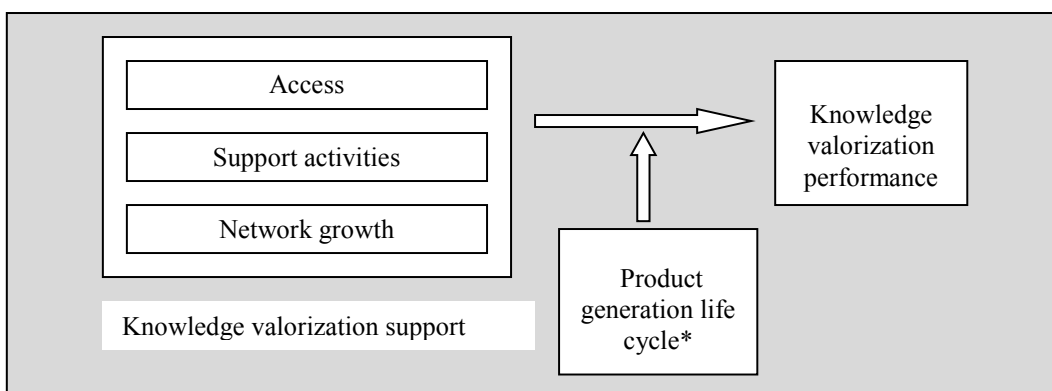 Access
Support activities
Network growth
Knowledge valorization support
Product
generation life
cycle*
Knowledge
valorization
performance